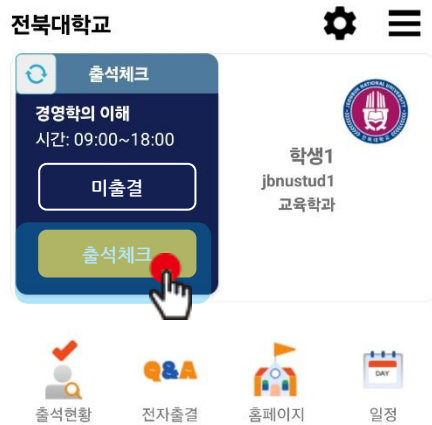 전북대학교
출석체크
경영학의 이해
시간: 09:00~18:00
미출결
출석체크
학생1
jbnustud1
교육학과
Q&A
DAY
출석현황
전자출결
홈페이지
일정